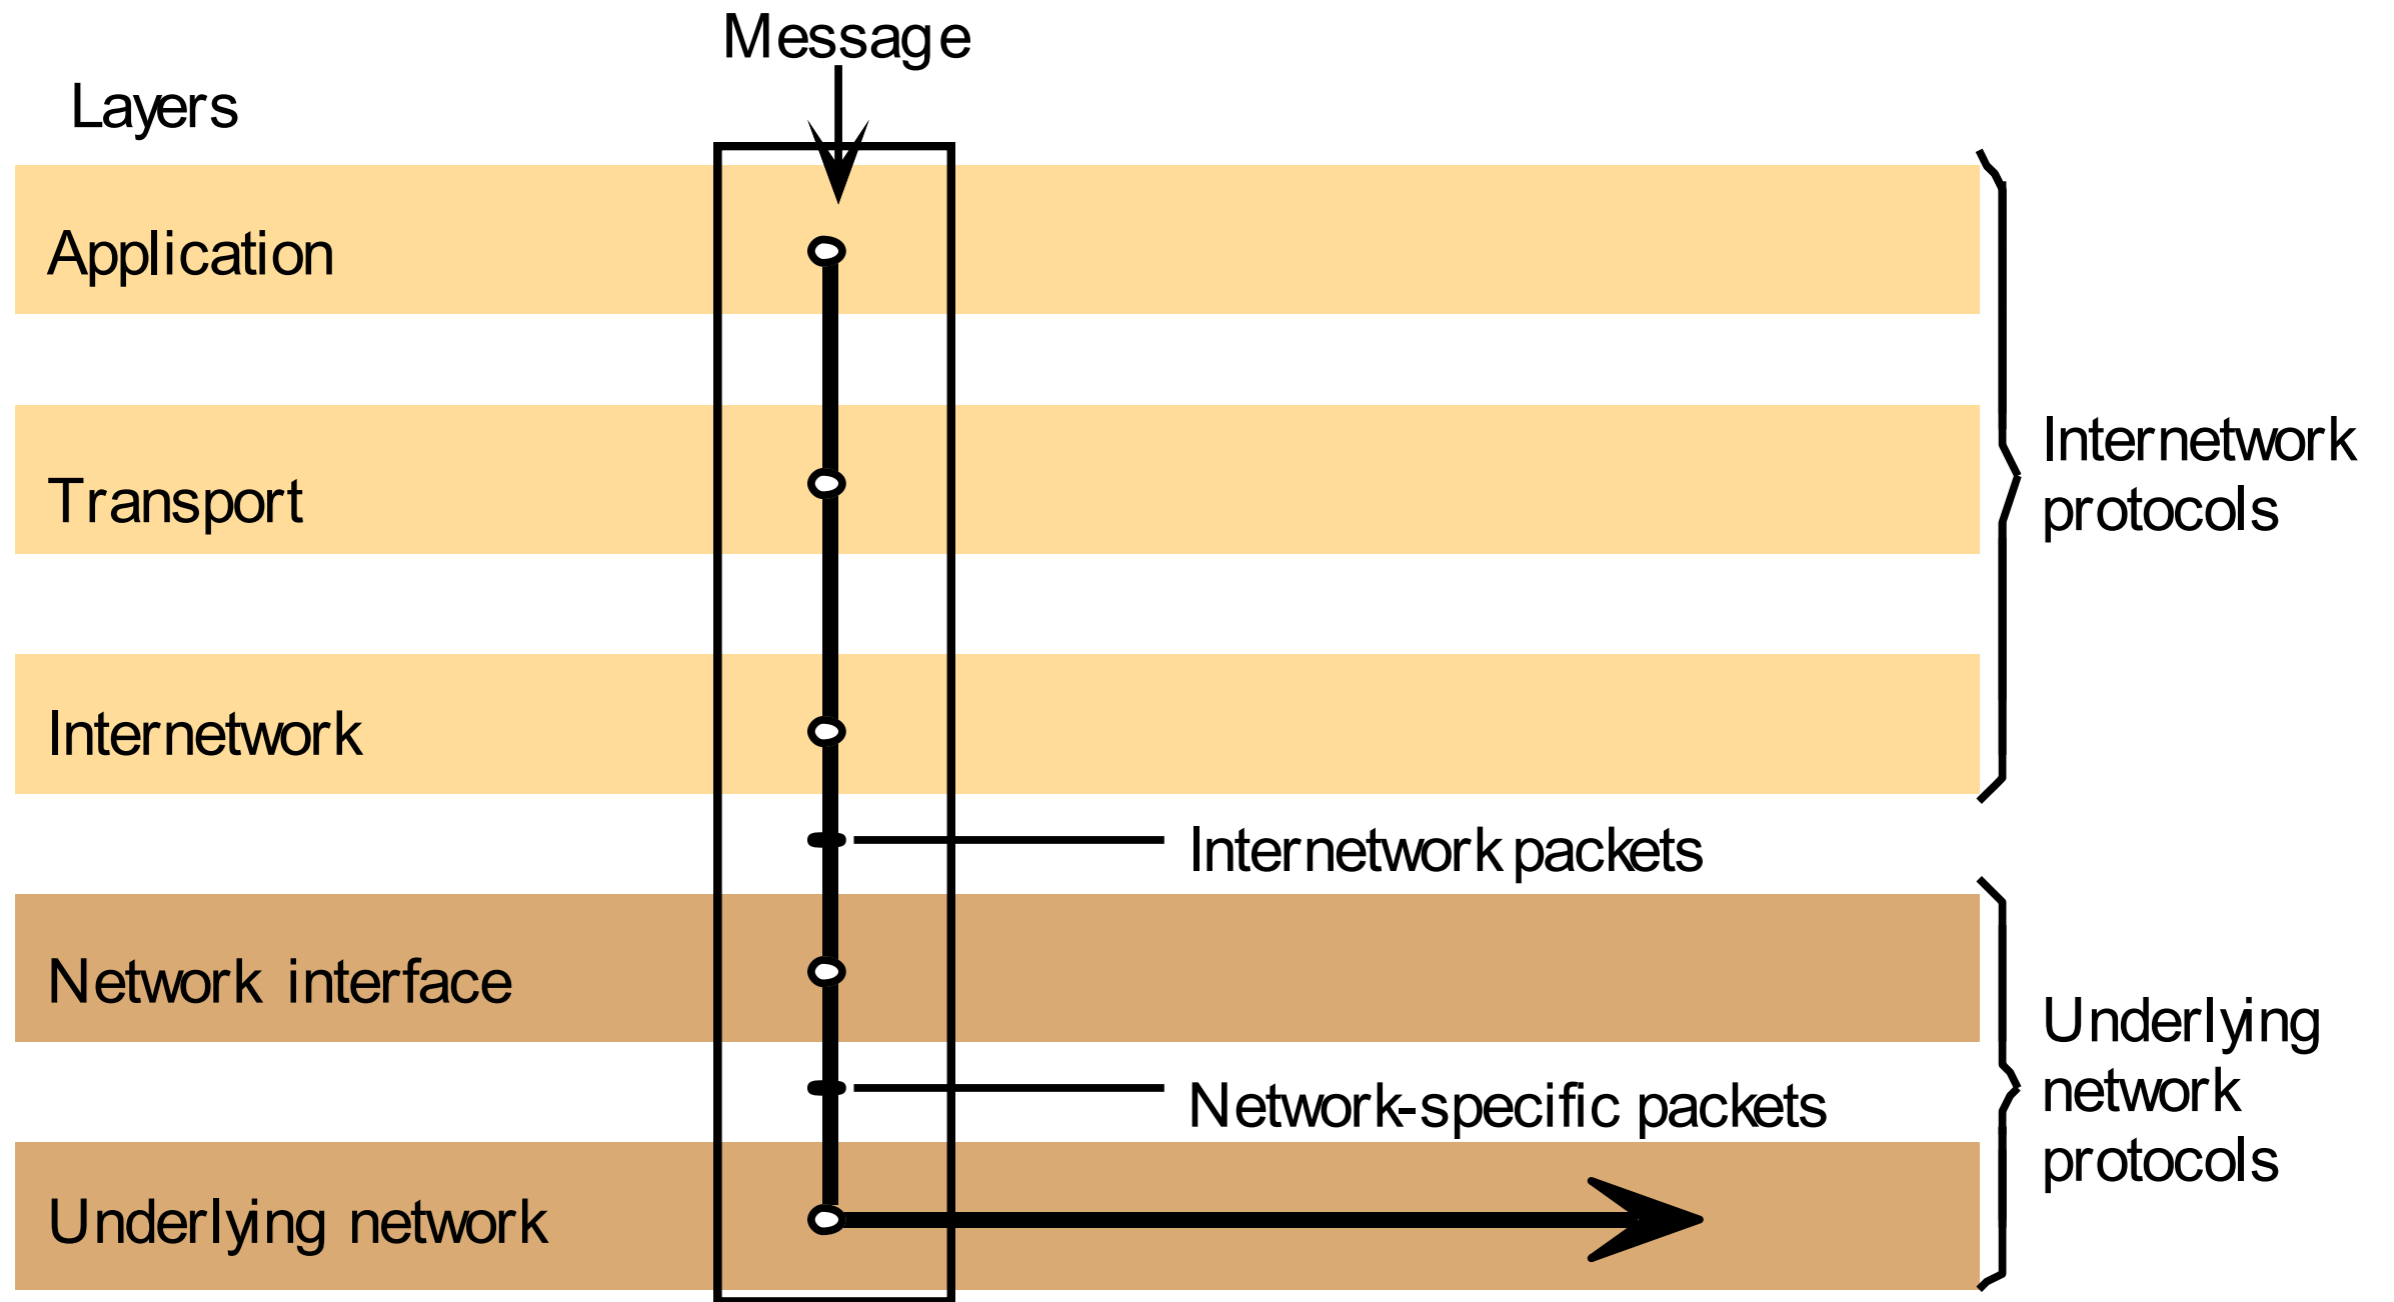 Message
Layers
Application
Transport
Internetwork
protocols
Internetwork
Internetwork packets
Network interface
Underlying
network
protocols
Network-specific packets
Underlying network